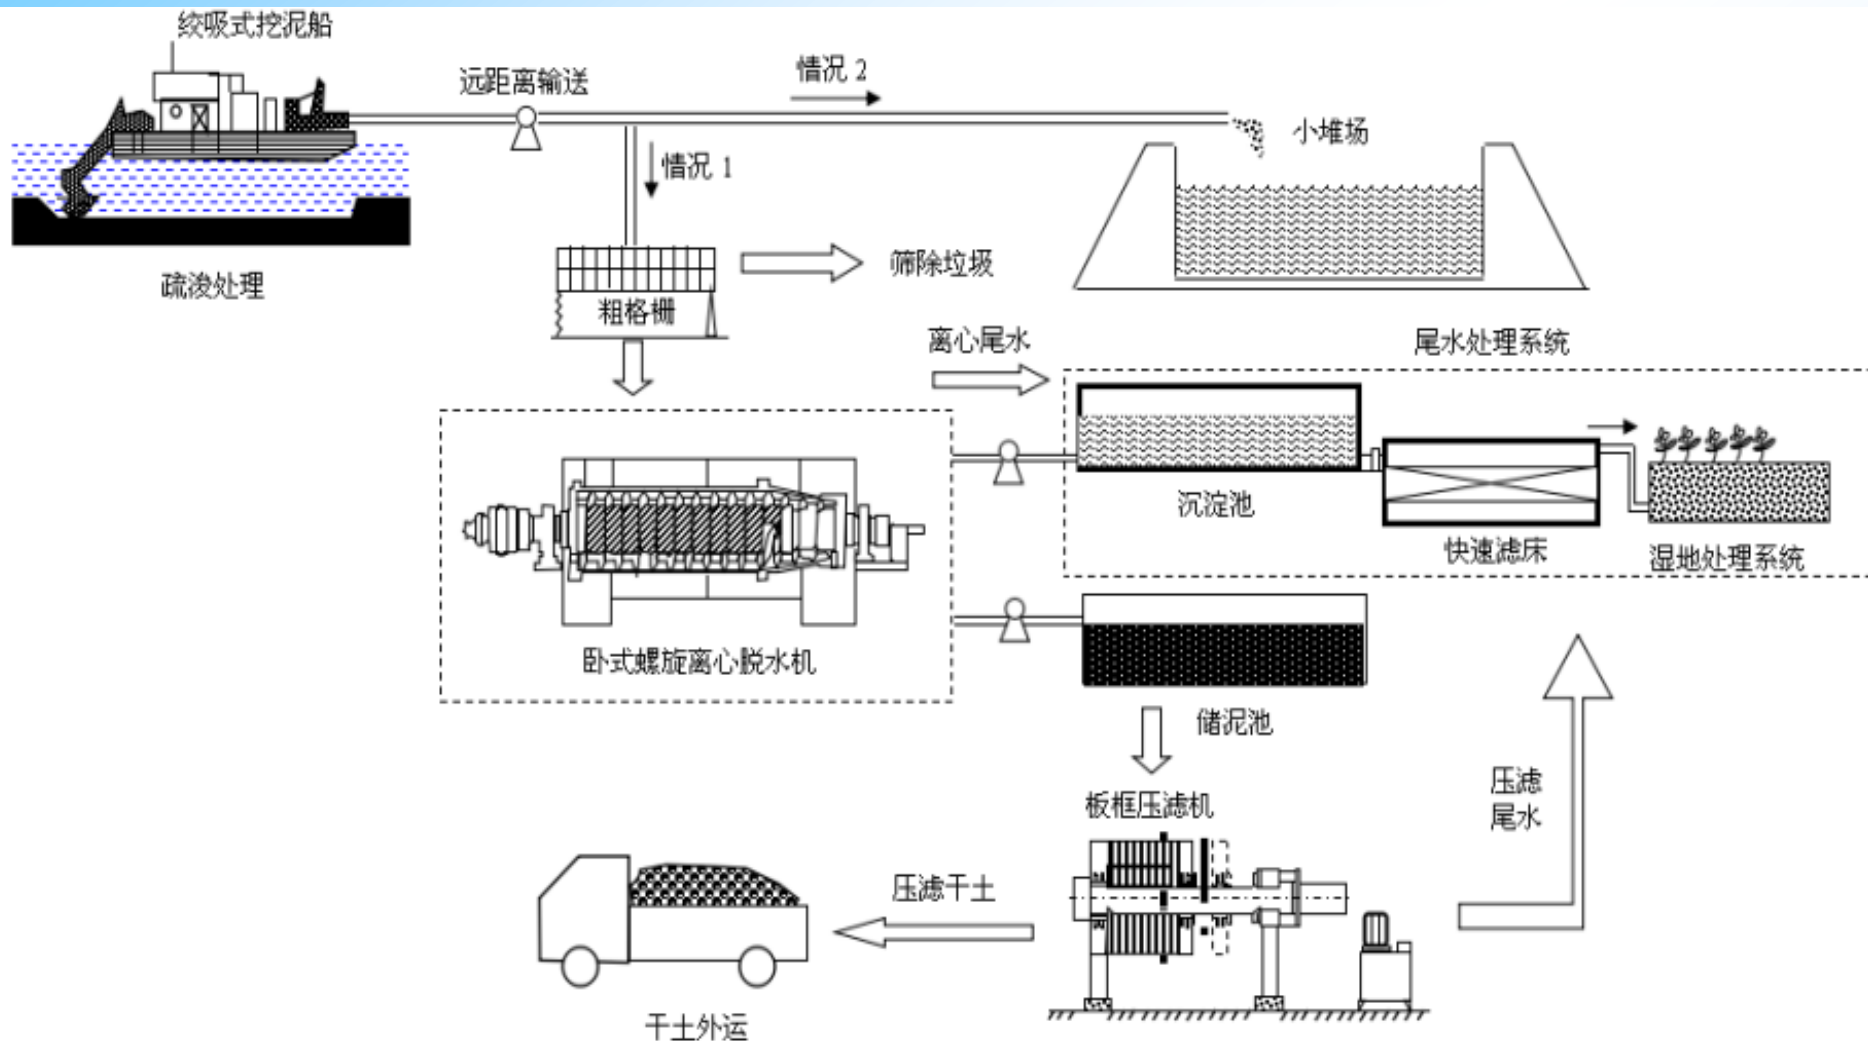 绞吸式挖泥船
远距离输送
情况 2
小堆场
情况 1
疏浚处理
筛除垃圾
粗格栅
离心尾水
尾水处理系统
沉淀池
快速滤床
湿地处理系统
卧式螺旋离心脱水机
储泥池
板框压滤机
压滤
尾水
压滤干土
干土外运